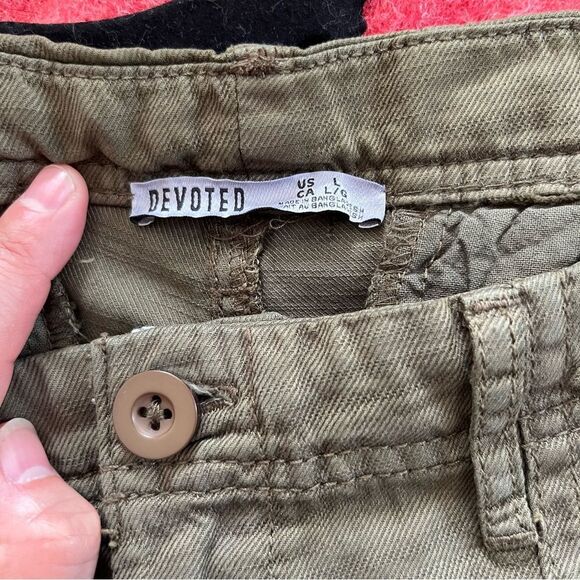 DEVOTED
US L
CA L/G
MADE IN BANGLADESH
FAIT AU BANGLADESH